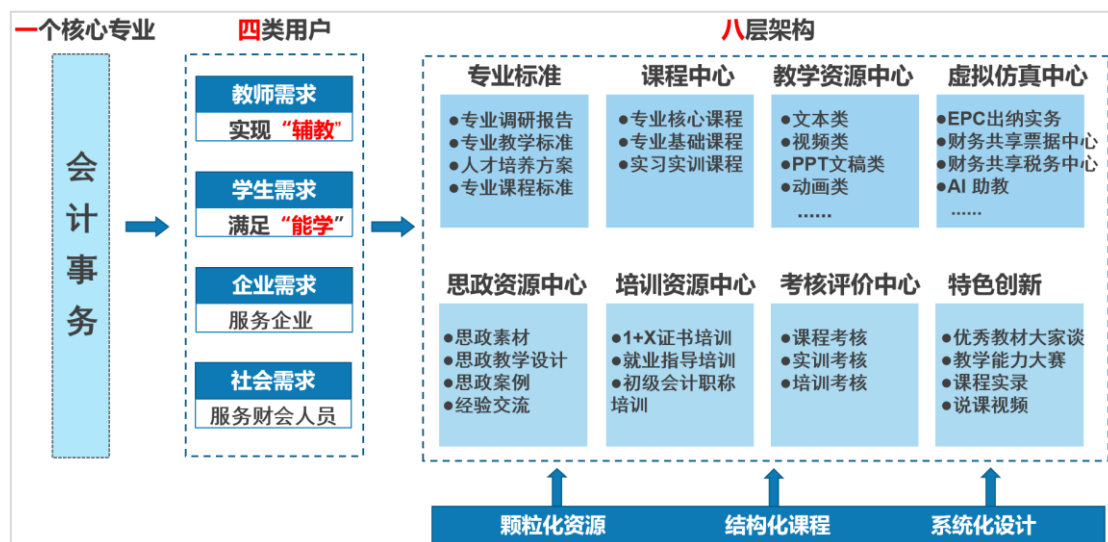 一个核心专业
四类用户
八层架构
会计事务
教师需求
实现“辅教”
学生需求
满足“能学”
企业需求
服务企业
社会需求
服务财会人员
专业标准
●专业调研报告
●专业教学标准
●人才培养方案
●专业课程标准
课程中心
●专业核心课程
●专业基础课程
●实习实训课程
教学资源中心
●文本类
●视频类
●PPT文稿类
●动画类
......
虚拟仿真中心
●EPC出纳实务
●财务共享票据中心
●财务共享税务中心
●AI 助教
......
思政资源中心
●思政素材
●思政教学设计
●思政案例
●经验交流
培训资源中心
●1+X证书培训
●就业指导培训
●初级会计职称
培训
考核评价中心
●课程考核
●实训考核
●培训考核
特色创新
●优秀教材大家谈
●教学能力大赛
●课程实录
●说课视频
颗粒化资源
结构化课程
系统化设计